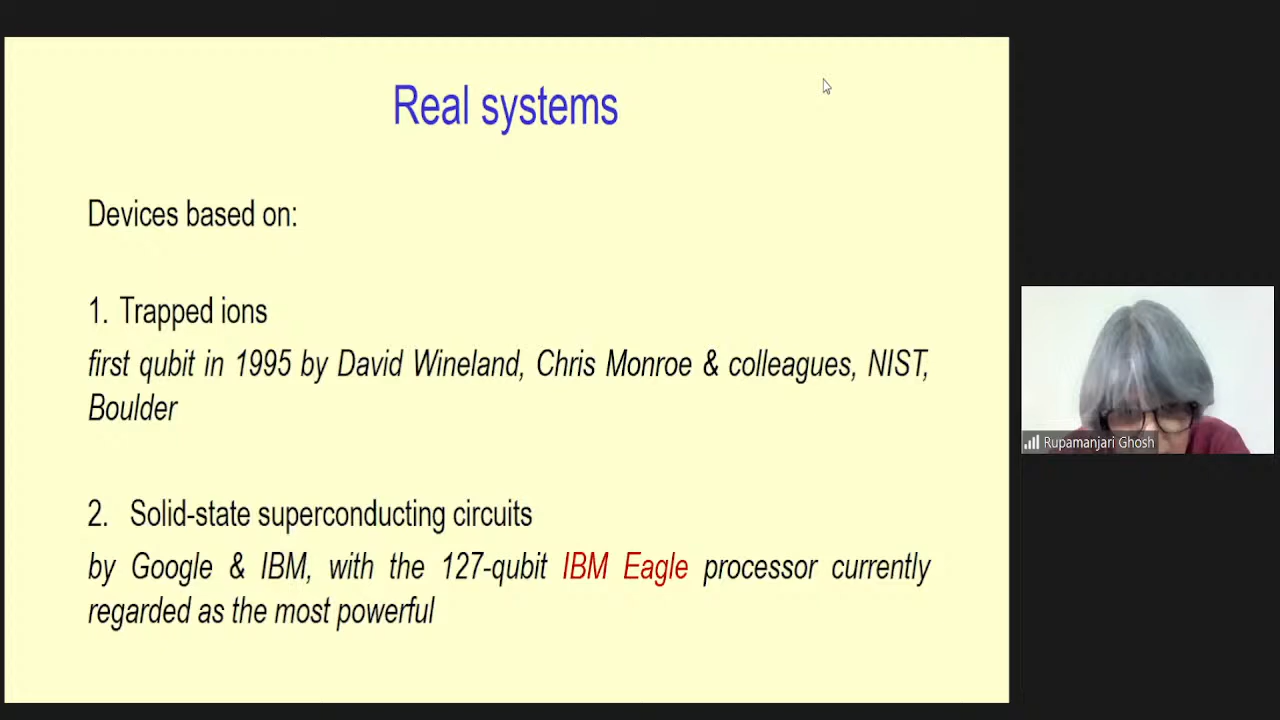 Real systems
Devices based on:
1. Trapped ions
first qubit in 1995 by David Wineland, Chris Monroe & colleagues, NIST,
Boulder
2. Solid-state superconducting circuits
by Google & IBM, with the 127-qubit IBM Eagle processor currently
regarded as the most powerful
Rupamanjari Ghosh